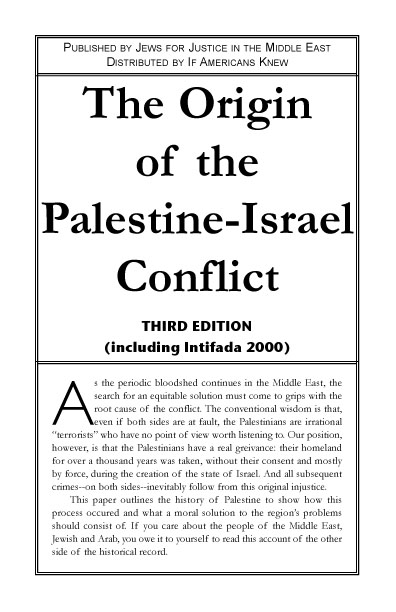 PUBLISHED BY JEWS FOR JUSTICE IN THE MIDDLE EAST
DISTRIBUTED BY IF AMERICANS KNEW
The Origin
of the
Palestine-Israel
Conflict
THIRD EDITION
(including Intifada 2000)
As the periodic bloodshed continues in the Middle East, the
search for an equitable solution must come to grips with the
root cause of the conflict. The conventional wisdom is that,
even if both sides are at fault, the Palestinians are irrational
“terrorists” who have no point of view worth listening to. Our position,
however, is that the Palestinians have a real greivance: their homeland
for over a thousand years was taken, without their consent and mostly
by force, during the creation of the state of Israel. And all subsequent
crimes--on both sides--inevitably follow from this original injustice.
This paper outlines the history of Palestine to show how this
process occured and what a moral solution to the region’s problems
should consist of. If you care about the people of the Middle East,
Jewish and Arab, you owe it to yourself to read this account of the other
side of the historical record.